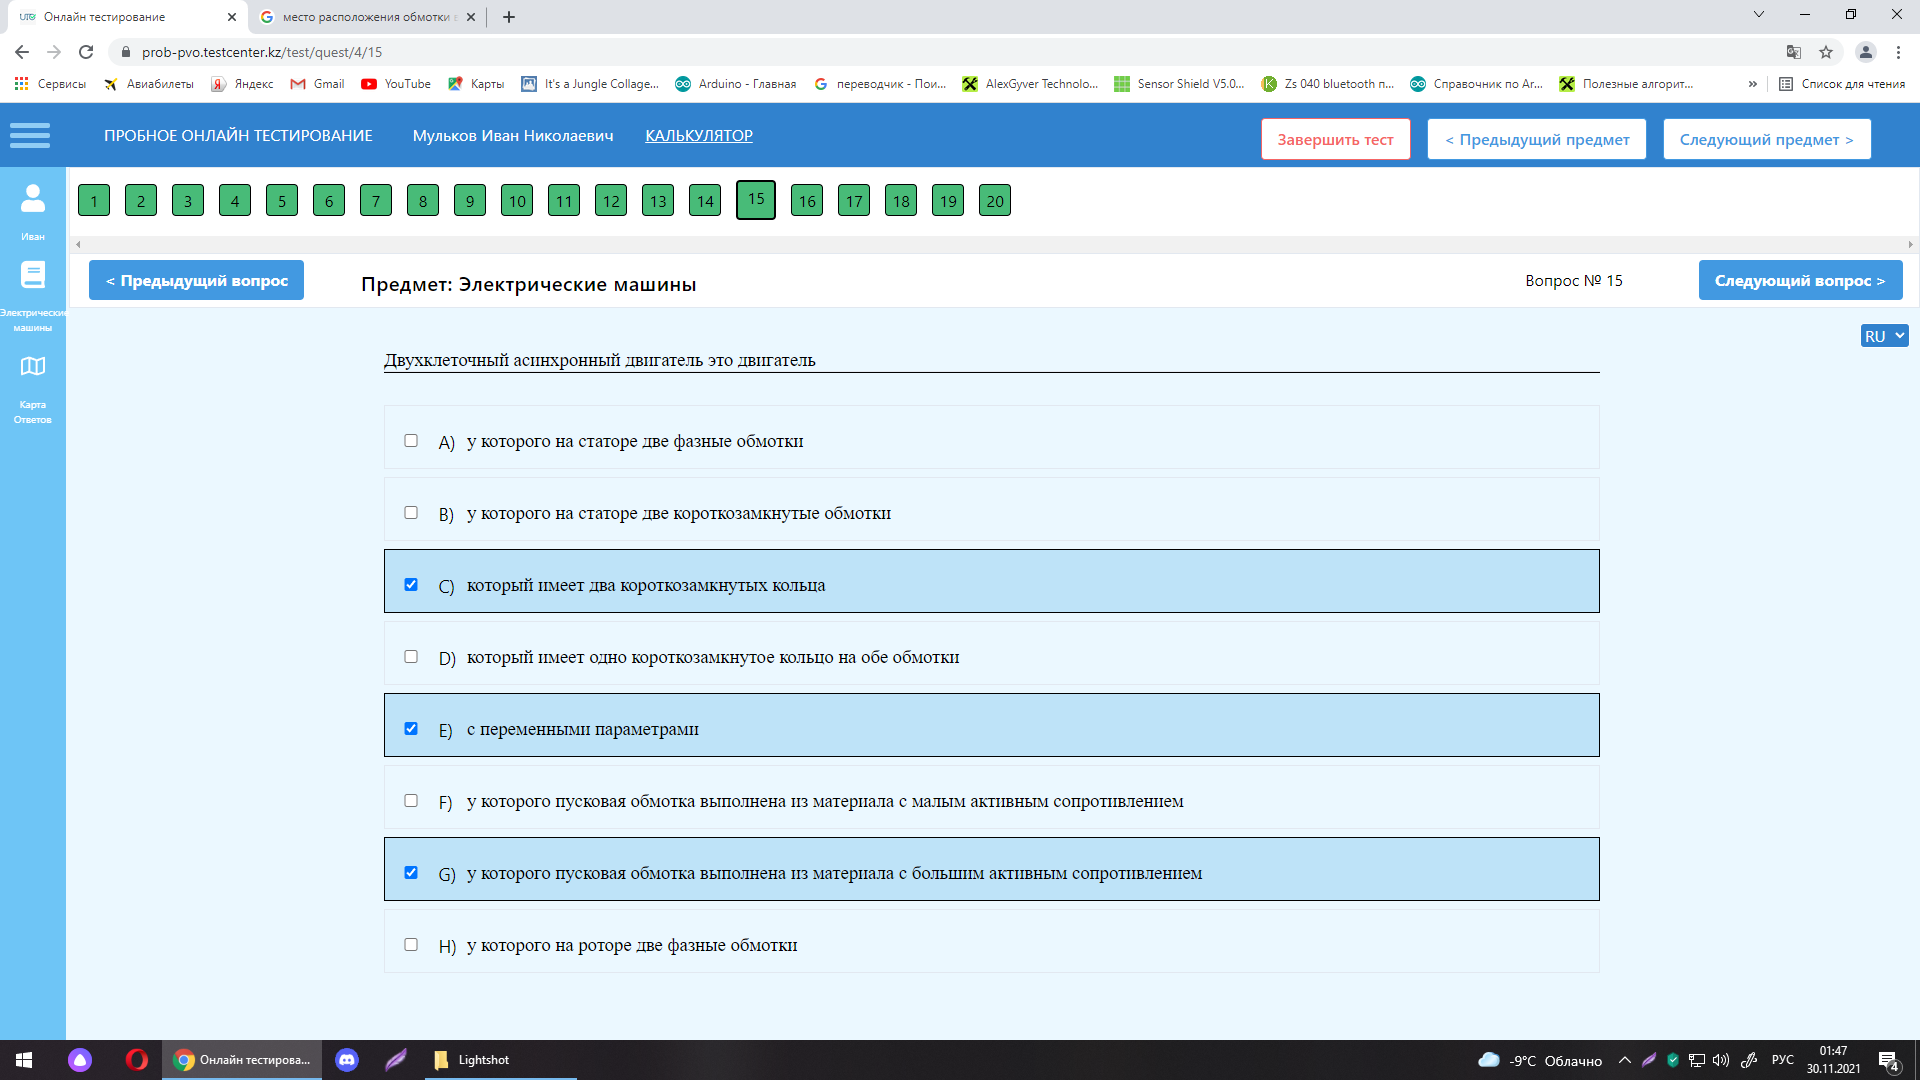 Онлайн тестирование
место расположения обмотки в
prob-pvo.testcenter.kz/test/quest/4/15
Сервисы Авиабилеты Яндекс Gmail YouTube Карты It's a Jungle Collage... Arduino - Главная переводчик - Пои... AlexGyver Technolo... Sensor Shield V5.0... Zs 040 bluetooth п... Справочник по Ar... Полезные алгорит... » Список для чтения
ПРОБНОЕ ОНЛАЙН ТЕСТИРОВАНИЕ Мульков Иван Николаевич КАЛЬКУЛЯТОР Завершить тест < Предыдущий предмет Следующий предмет >
1 2 3 4 5 6 7 8 9 10 11 12 13 14 15 16 17 18 19 20
Иван
Электрические
машины
Карта
Ответов
< Предыдущий вопрос Предмет: Электрические машины Вопрос № 15 Следующий вопрос >
RU
Двухклеточный асинхронный двигатель это двигатель
A) у которого на статоре две фазные обмотки
B) у которого на статоре две короткозамкнутые обмотки
C) который имеет два короткозамкнутых кольца
D) который имеет одно короткозамкнутое кольцо на обе обмотки
E) с переменными параметрами
F) у которого пусковая обмотка выполнена из материала с малым активным сопротивлением
G) у которого пусковая обмотка выполнена из материала с большим активным сопротивлением
H) у которого на роторе две фазные обмотки
Онлайн тестирова... Lightshot -9°C Облачно РУС 01:47
30.11.2021 4